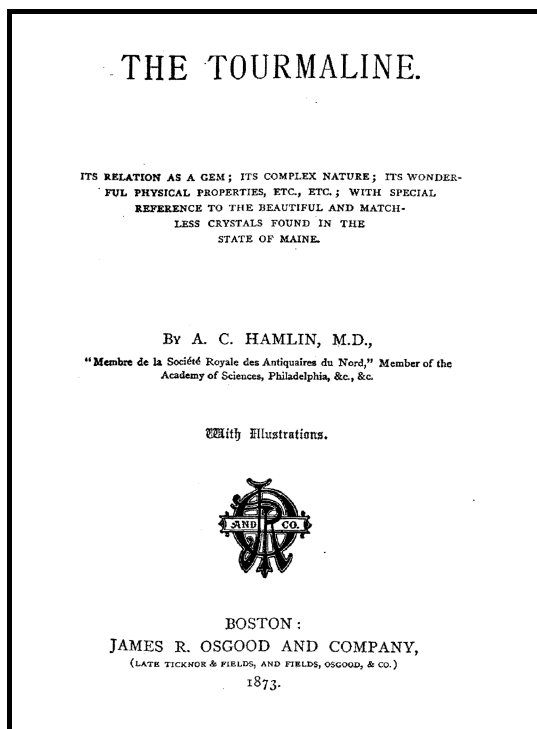 THE TOURMALINE.
ITS RELATION AS A GEM; ITS COMPLEX NATURE; ITS WONDER-
FUL PHYSICAL PROPERTIES, ETC., ETC.; WITH SPECIAL
REFERENCE TO THE BEAUTIFUL AND MATCH-
LESS CRYSTALS FOUND IN THE
STATE OF MAINE.
BY A. C. HAMLIN, M.D.,
"Membre de la Société Royale des Antiquaires du Nord," Member of the
Academy of Sciences, Philadelphia, &c., &c.
With Illustrations.
AND CO.
BOSTON:
JAMES R. OSGOOD AND COMPANY,
(LATE TICKNOR & FIELDS, AND FIELDS, OSGOOD, & CO.)
1873.